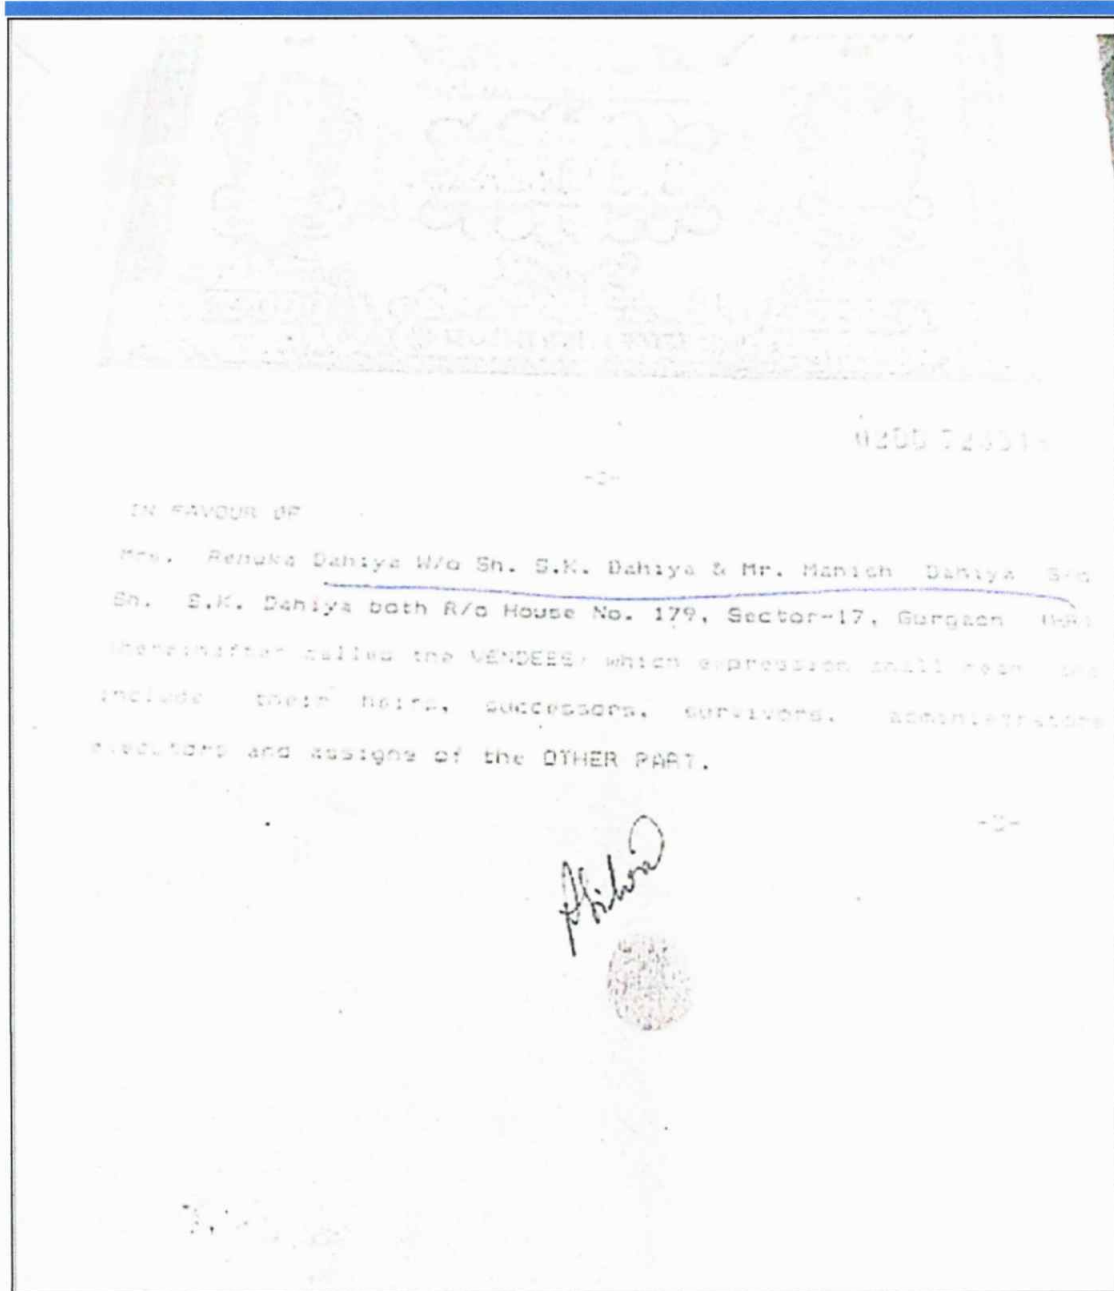 IN FAVOUR OF
Mrs. Renuka Dahiya W/o Sh. S.K. Dahiya & Mr. Manish Dahiya S/o
Sh. S.K. Dahiya both R/o House No. 179, Sector-17, Gurgaon (HR)
(hereinafter called the VENDEES) which expression shall mean
include their heirs, successors, survivors, administrators
executors and assigns of the OTHER PART.
-3-